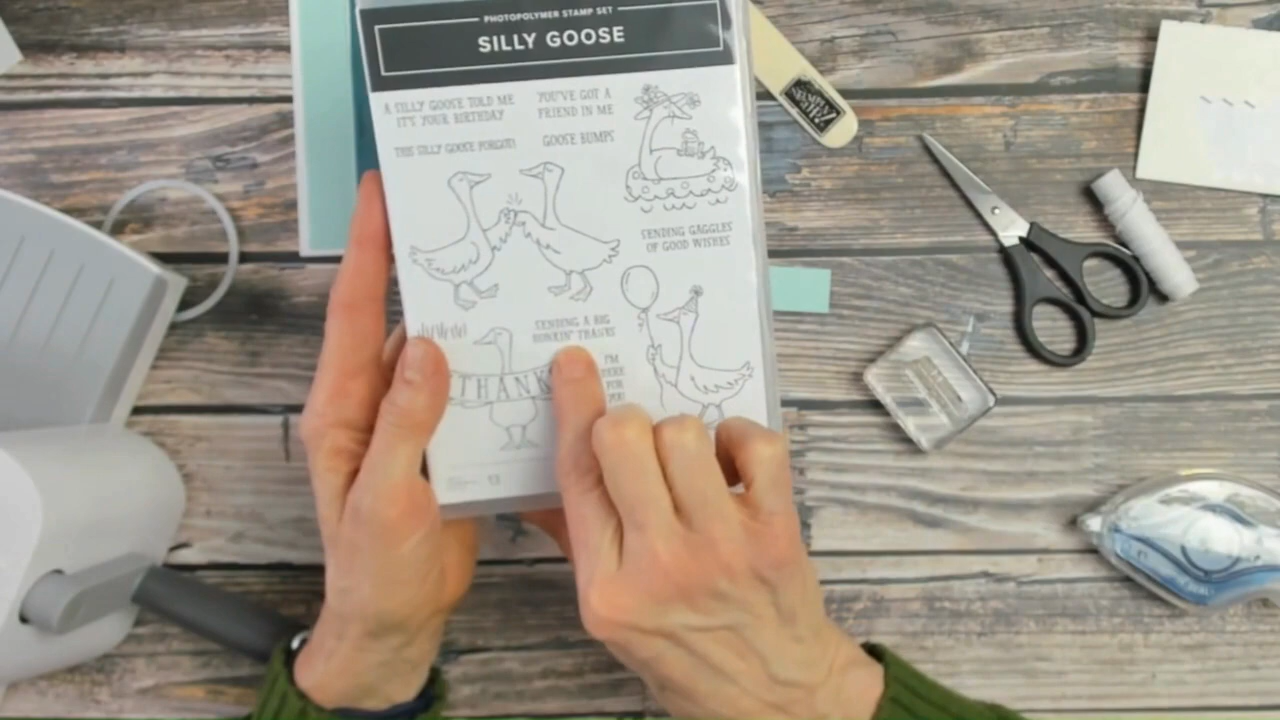 PHOTOPOLYMER STAMP SET
SILLY GOOSE
A SILLY GOOSE TOLD ME
IT'S YOUR BIRTHDAY
YOU'VE GOT A
FRIEND IN ME
THIS SILLY GOOSE FORGOT!
GOOSE BUMPS
SENDING GAGGLES
OF GOOD WISHES
SENDING A BIG
HONKIN' THANKS
I'M
HERE
FOR
YOU
THANK